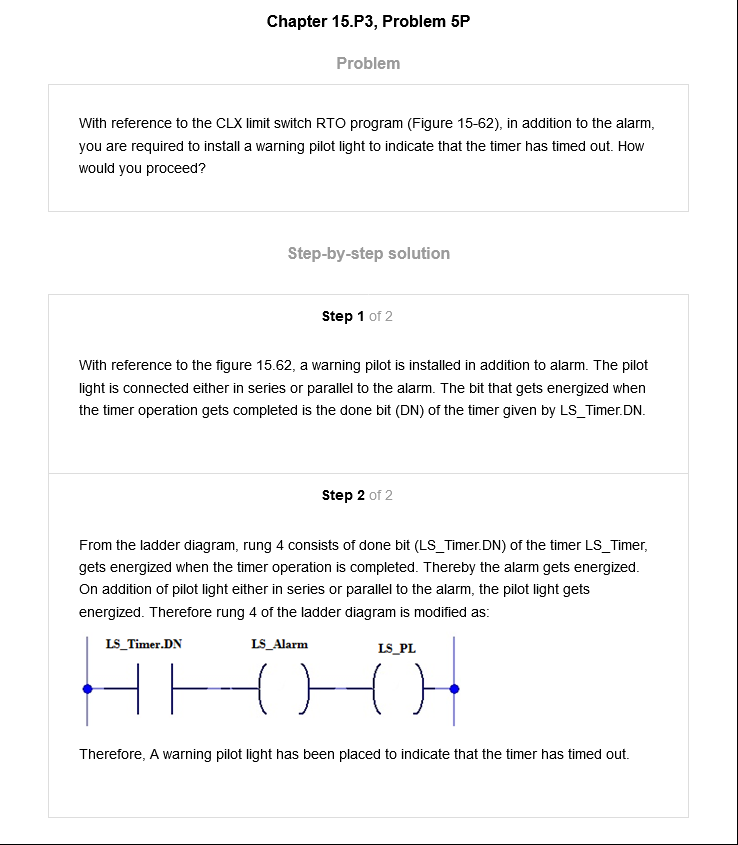 Chapter 15.P3, Problem 5P
Problem
With reference to the CLX limit switch RTO program (Figure 15-62), in addition to the alarm,
you are required to install a warning pilot light to indicate that the timer has timed out. How
would you proceed?
Step-by-step solution
Step 1 of 2
With reference to the figure 15.62, a warning pilot is installed in addition to alarm. The pilot
light is connected either in series or parallel to the alarm. The bit that gets energized when
the timer operation gets completed is the done bit (DN) of the timer given by LS_Timer.DN.
Step 2 of 2
From the ladder diagram, rung 4 consists of done bit (LS_Timer.DN) of the timer LS_Timer,
gets energized when the timer operation is completed. Thereby the alarm gets energized.
On addition of pilot light either in series or parallel to the alarm, the pilot light gets
energized. Therefore rung 4 of the ladder diagram is modified as:
LS_Timer.DN LS_Alarm LS_PL
Therefore, A warning pilot light has been placed to indicate that the timer has timed out.